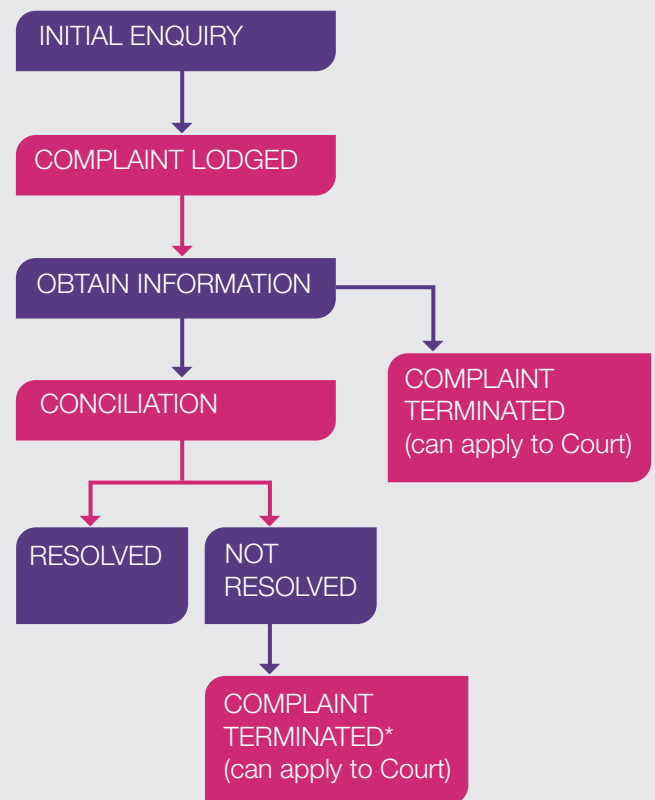 INITIAL ENQUIRY
COMPLAINT LODGED
OBTAIN INFORMATION
COMPLAINT
TERMINATED
(can apply to Court)
CONCILIATION
RESOLVED
NOT
RESOLVED
COMPLAINT
TERMINATED*
(can apply to Court)